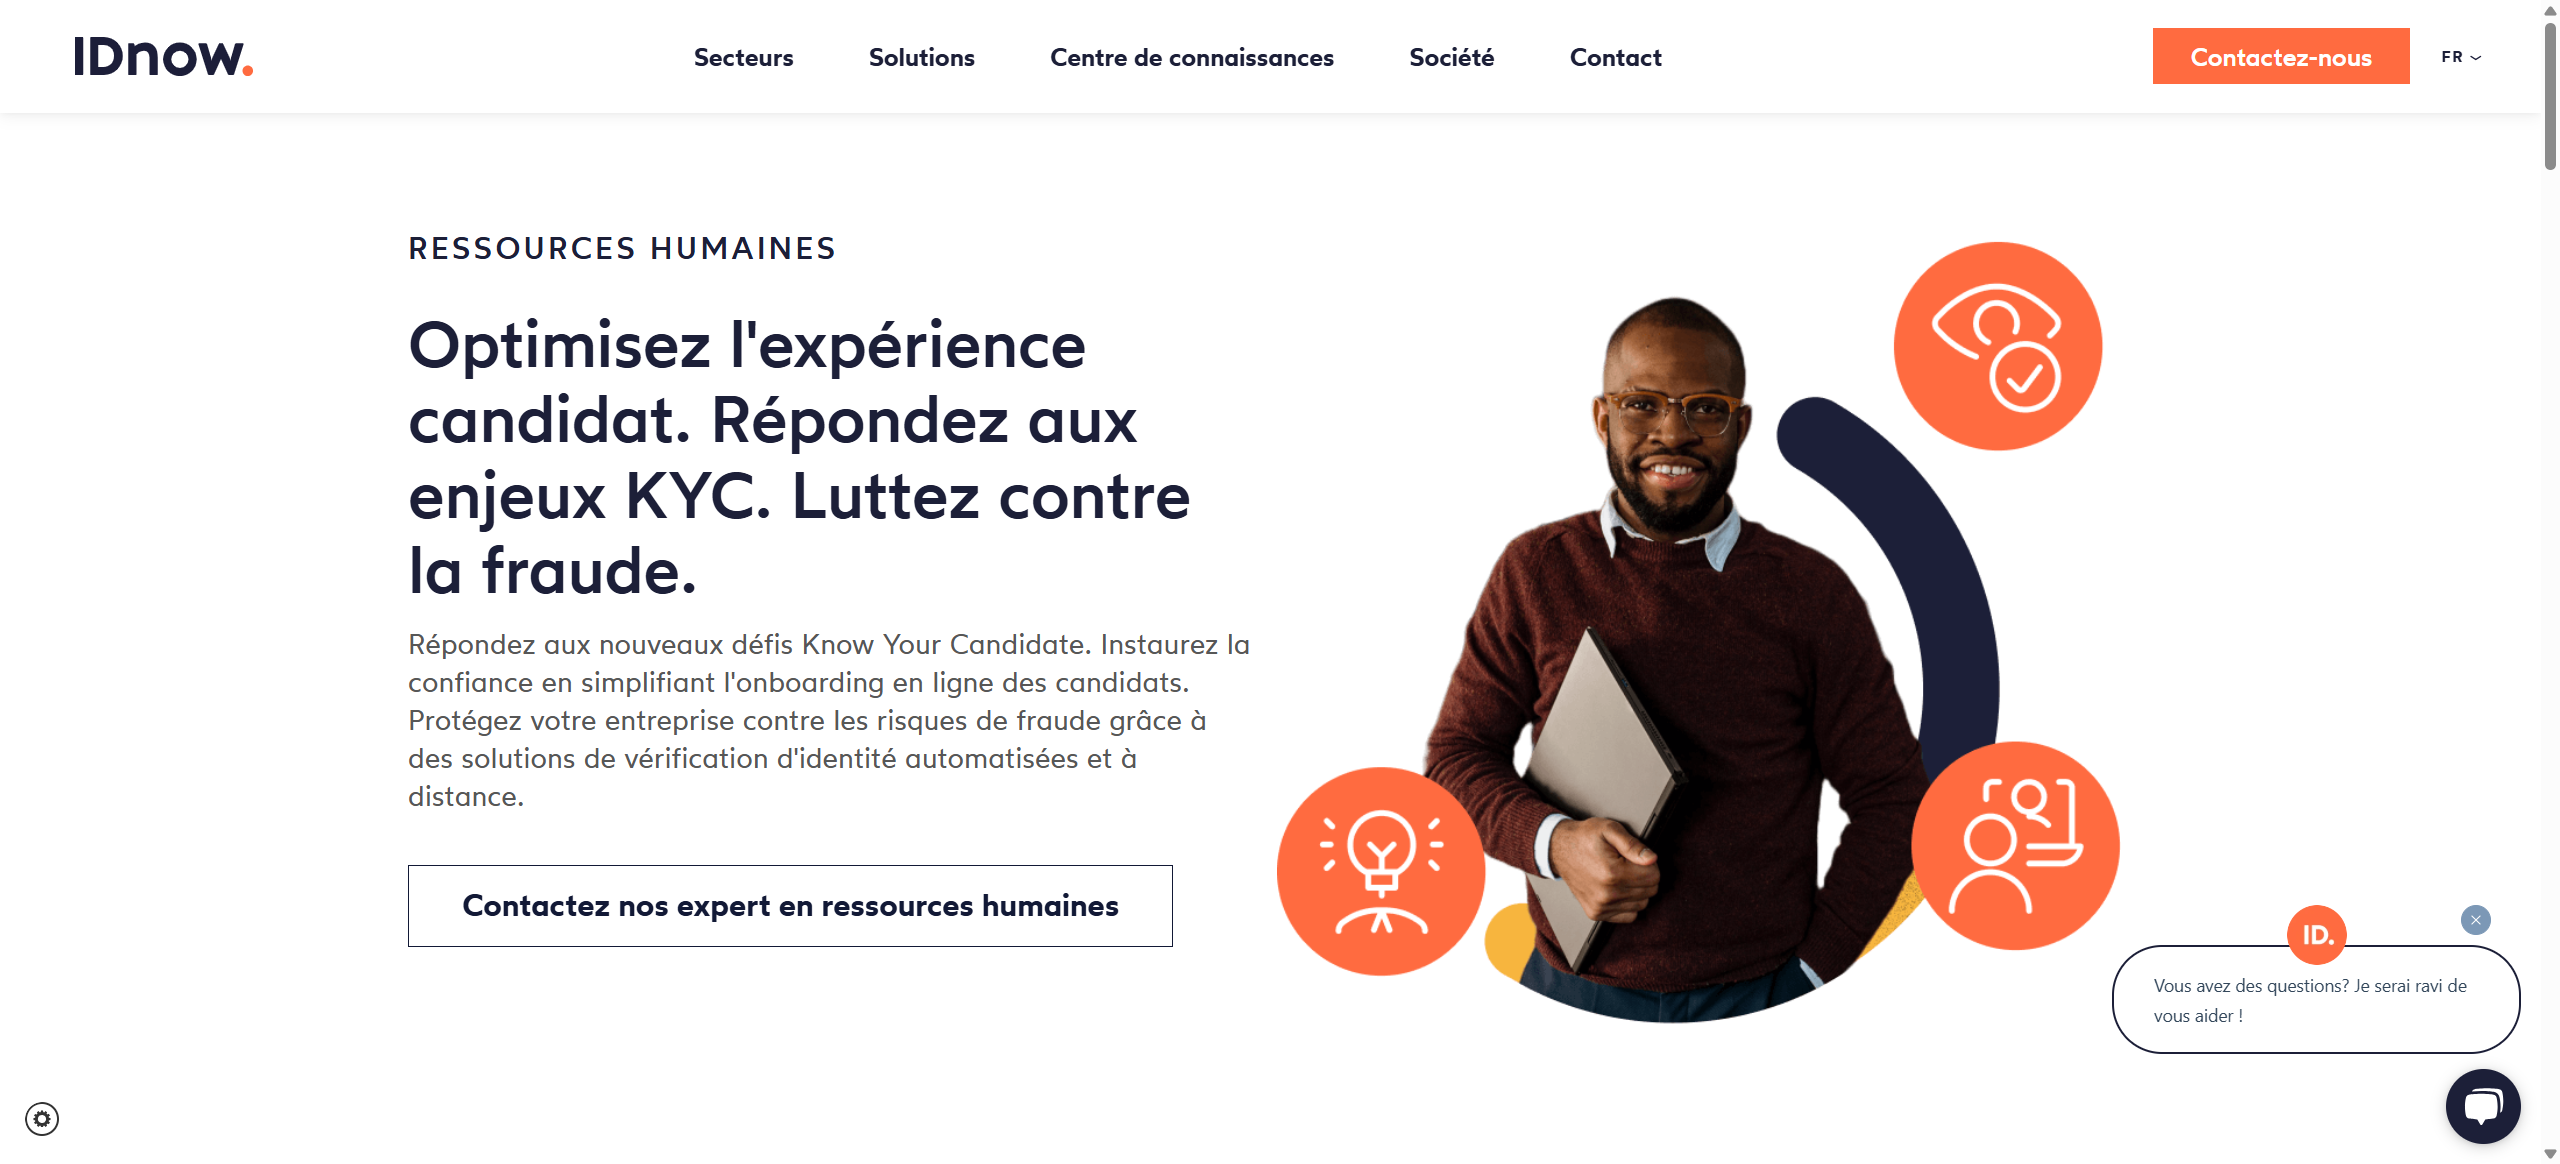 IDnow.
Secteurs
Solutions
Centre de connaissances
Société
Contact
Contactez-nous
FR
RESSOURCES HUMAINES
Optimisez l'expérience
candidat. Répondez aux
enjeux KYC. Luttez contre
la fraude.
Répondez aux nouveaux défis Know Your Candidate. Instaurez la
confiance en simplifiant l'onboarding en ligne des candidats.
Protégez votre entreprise contre les risques de fraude grâce à
des solutions de vérification d'identité automatisées et à
distance.
Contactez nos expert en ressources humaines
ID.
Vous avez des questions? Je serai ravi de
vous aider !